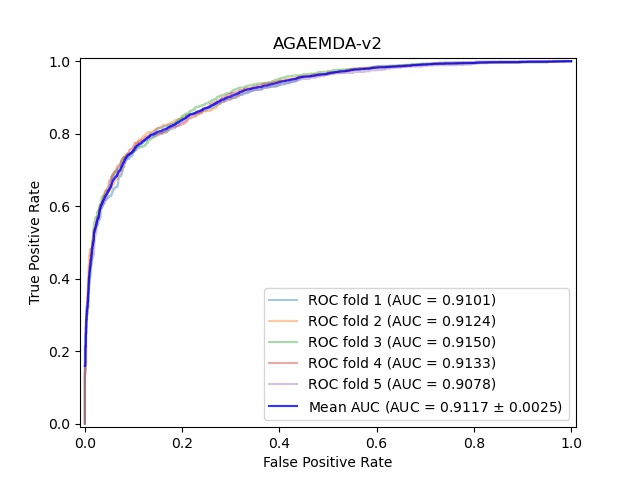 AGAEMDA-v2
True Positive Rate
1.0
0.8
0.6
0.4
0.2
0.0
ROC fold 1 (AUC = 0.9101)
ROC fold 2 (AUC = 0.9124)
ROC fold 3 (AUC = 0.9150)
ROC fold 4 (AUC = 0.9133)
ROC fold 5 (AUC = 0.9078)
Mean AUC (AUC = 0.9117 ± 0.0025)
0.0 0.2 0.4 0.6 0.8 1.0
False Positive Rate